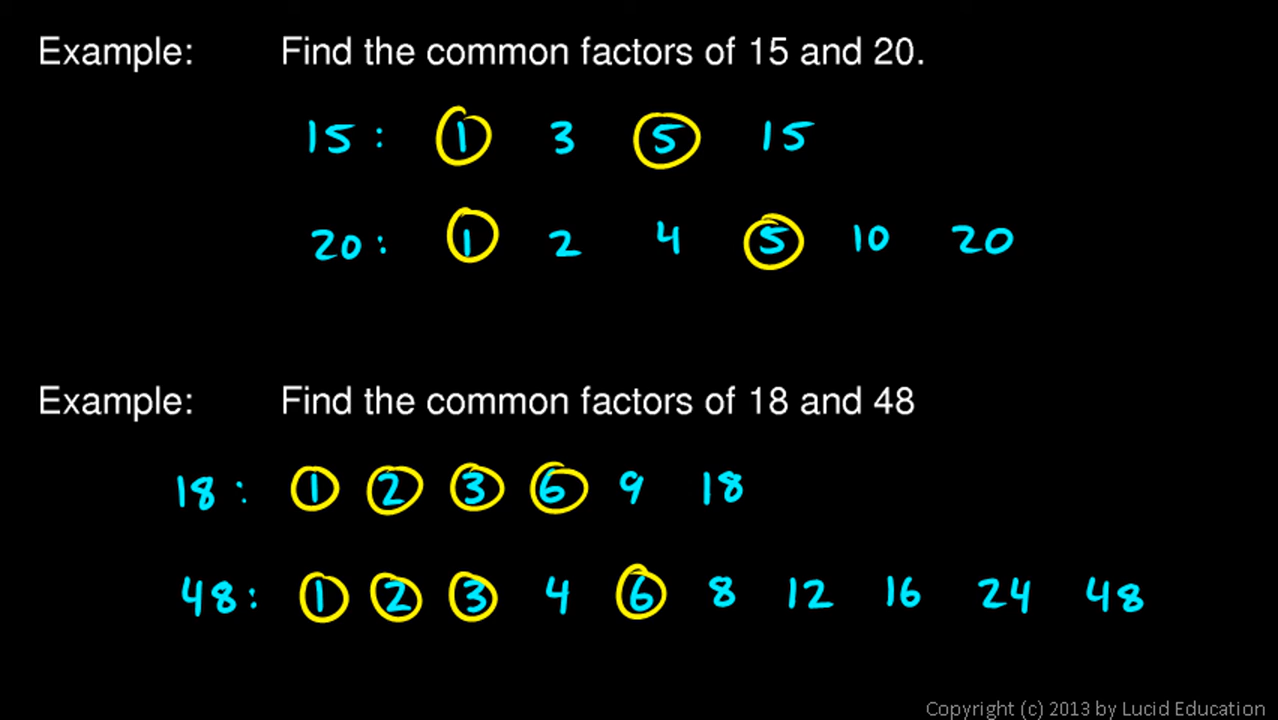 Example: Find the common factors of 15 and 20.
15: 1 3 5 15
20: 1 2 4 5 10 20
Example: Find the common factors of 18 and 48
18: 1 2 3 6 9 18
48: 1 2 3 4 6 8 12 16 24 48
Copyright (c) 2013 by Lucid Education